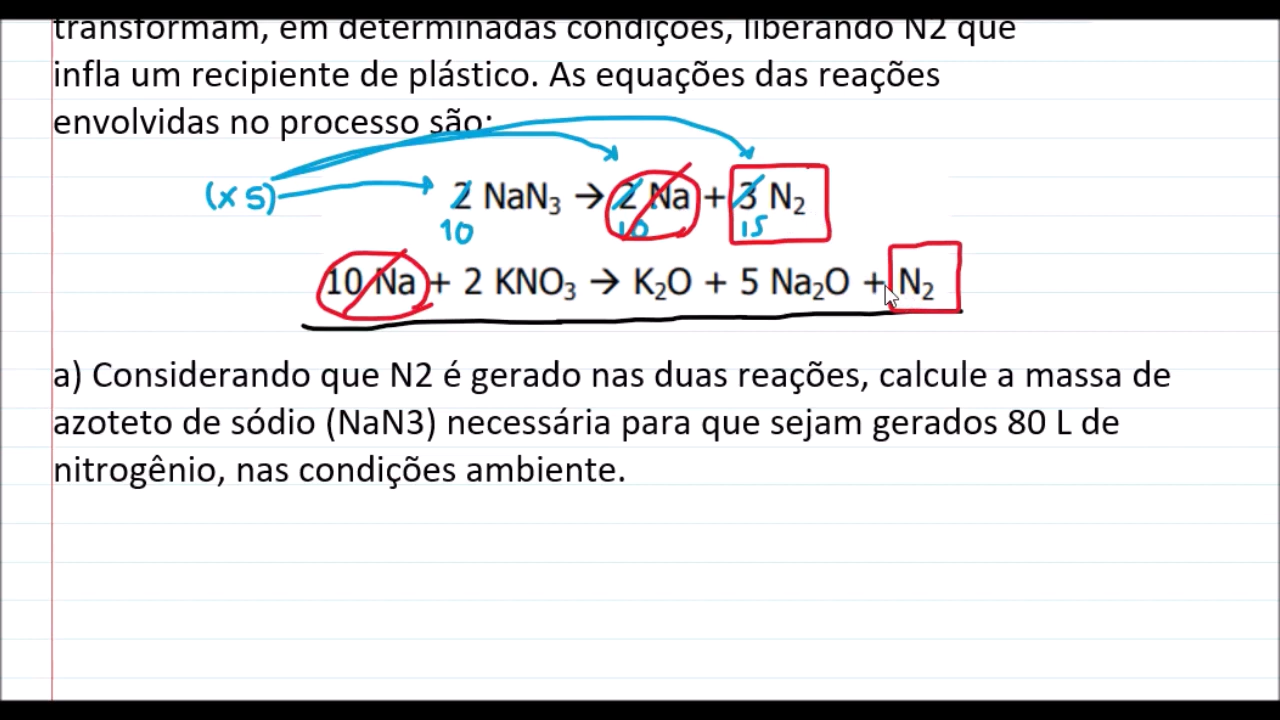 transformam, em determinadas condições, liberando N2 que
infla um recipiente de plástico. As equações das reações
envolvidas no processo são:
(x 5) 2 NaN₃ → 2 Na + 3 N₂
10 10 15
10 Na + 2 KNO₃ → K₂O + 5 Na₂O + N₂
a) Considerando que N2 é gerado nas duas reações, calcule a massa de
azoteto de sódio (NaN3) necessária para que sejam gerados 80 L de
nitrogênio, nas condições ambiente.